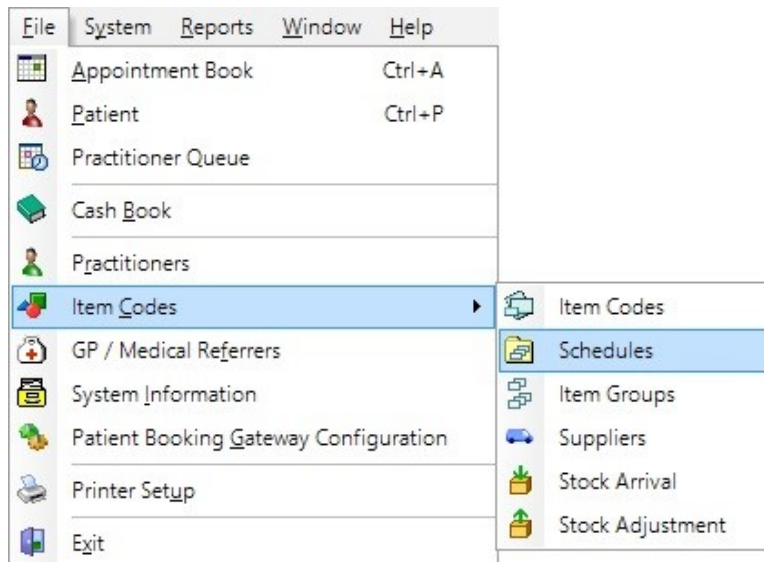 File System Reports Window Help
Appointment Book Ctrl+A
Patient Ctrl+P
Practitioner Queue
Cash Book
Practitioners
Item Codes
GP / Medical Referrers
System Information
Patient Booking Gateway Configuration
Printer Setup
Exit
Item Codes
Schedules
Item Groups
Suppliers
Stock Arrival
Stock Adjustment